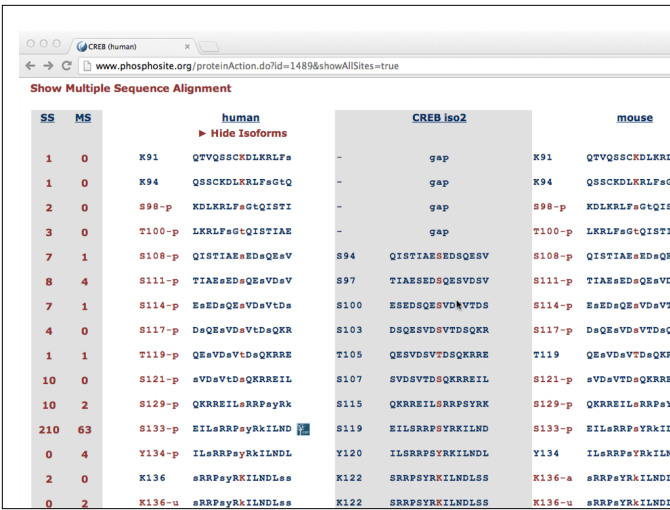 CREB (human)
www.phosphosite.org/proteinAction.do?id=1489&showAllSites=true
Show Multiple Sequence Alignment
SS MS human CREB iso2 mouse
► Hide Isoforms
1 0 K91 QTVQSSCKDLKRLFs - gap K91 QTVQSSCKDLKRI
1 0 K94 QSSCKDLKRLFsGtQ - gap K94 QSSCKDLKRLFsG
2 0 S98-p KDLKRLFsGtQISTI - gap S98-p KDLKRLFsGtQIS
3 0 T100-p LKRLFsGtQISTIAE - gap T100-p LKRLFsGtQISTI
7 1 S108-p QISTIAEsEDsQEsV S94 QISTIAESEDSQESV S108-p QISTIAEsEDsQE
8 4 S111-p TIAEsEDsQEsVDsV S97 TIAESEDSQESVDSV S111-p TIAEsEDsQEsVD
7 1 S114-p EsEDsQEsVDsVtDs S100 ESEDSQESVDSVTDS S114-p EsEDsQEsVDsVT
4 0 S117-p DsQEsVDsVtDsQKR S103 DSQESVDSVTDSQKR S117-p DsQEsVDsVTDsQ
1 1 T119-p QEsVDsVtDsQKRRE T105 QESVDSVTDSQKRRE T119 QEsVDsVTDsQKR
10 0 S121-p sVDsVtDsQKRREIL S107 SVDSVTDSQKRREIL S121-p sVDsVTDsQKRRE
10 2 S129-p QKRREILsRRPsyRk S115 QKRREILSRRPSYRK S129-p QKRREILsRRPsY
210 63 S133-p EILsRRPsyRkILND S119 EILSRRPSYRKILND S133-p EILsRRPsYRkID
0 4 Y134-p ILsRRPsyRkILNDL Y120 ILSRRPSYRKILNDL Y134 ILsRRPsYRkILN
2 0 K136 sRRPsyRkILNDLss K122 SRRPSYRKILNDLSS K136-a sRRPsYRkILNDI
0 2 K136-u sRRPsyRkILNDLss K122 SRRPSYRKILNDLSS K136-u sRRPsYRkILNDI